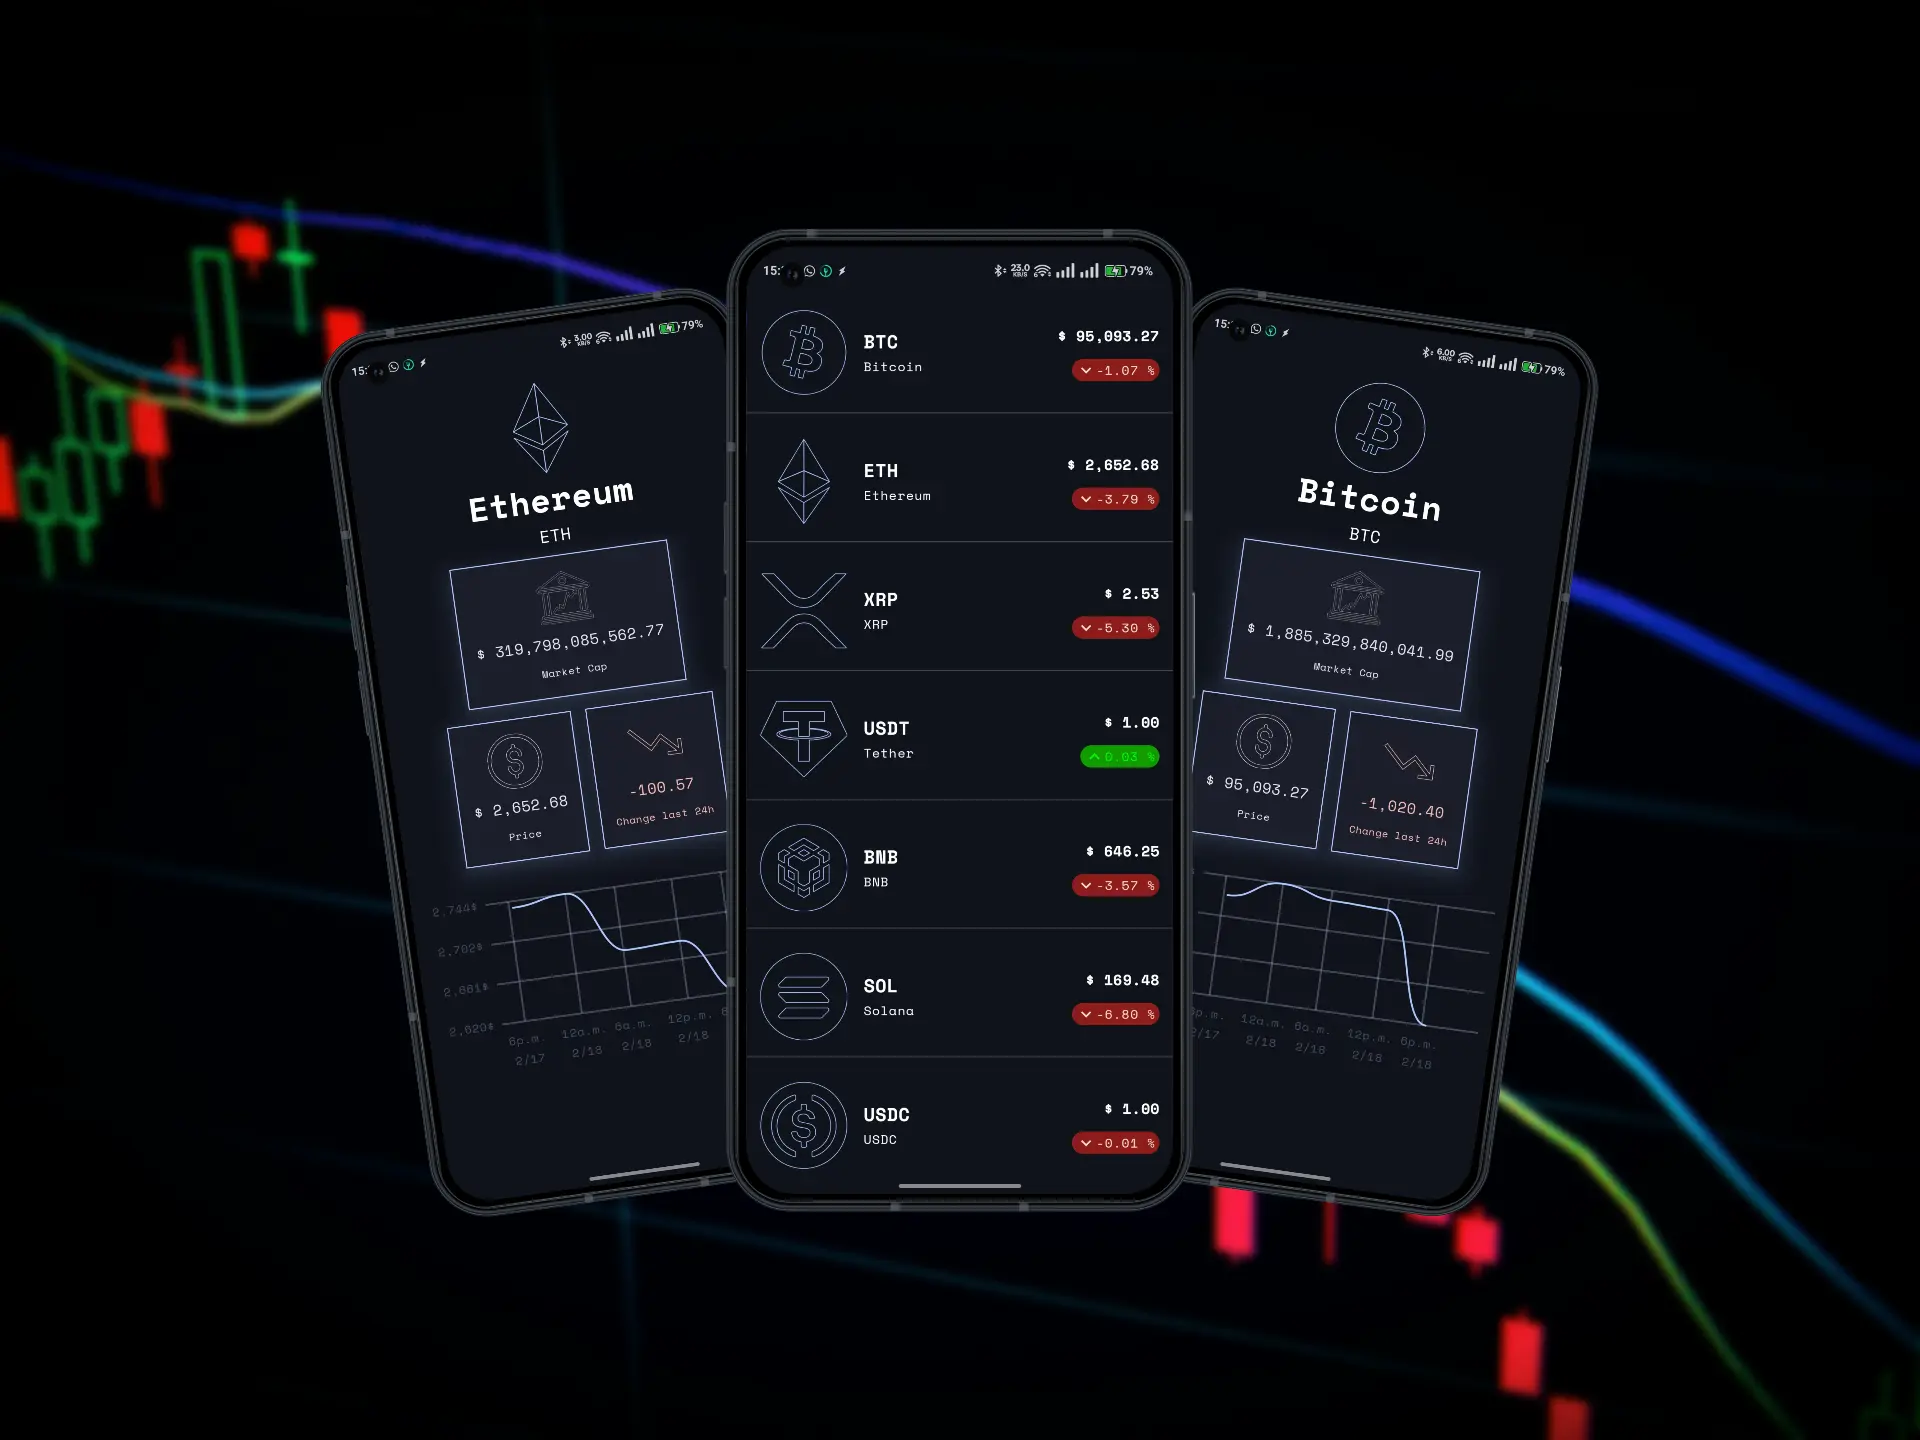 15:
3.00
KB/S
79%
Ethereum
ETH
$ 319,798,085,562.77
Market Cap
$ 2,652.68
Price
-100.57
Change last 24h
2,744$
2,702$
2,661$
2,620$
6p.m
12a.m.
6a.m.
12p.m.
2/17
2/18
2/18
2/18
15:
23.0
KB/S
79%
BTC
Bitcoin
$ 95,093.27
-1.07 %
ETH
Ethereum
$ 2,652.68
-3.79 %
XRP
XRP
$ 2.53
-5.30 %
USDT
Tether
$ 1.00
0.03 %
BNB
BNB
$ 646.25
-3.57 %
SOL
Solana
$ 169.48
-6.80 %
USDC
USDC
$ 1.00
-0.01 %
15:
6.00
KB/S
79%
Bitcoin
BTC
$ 1,885,329,840,041.99
Market Cap
$ 95,093.27
Price
-1,020.40
Change last 24h
p.m.
12a.m.
6a.m.
12p.m.
6p.m.
2/17
2/18
2/18
2/18
2/18